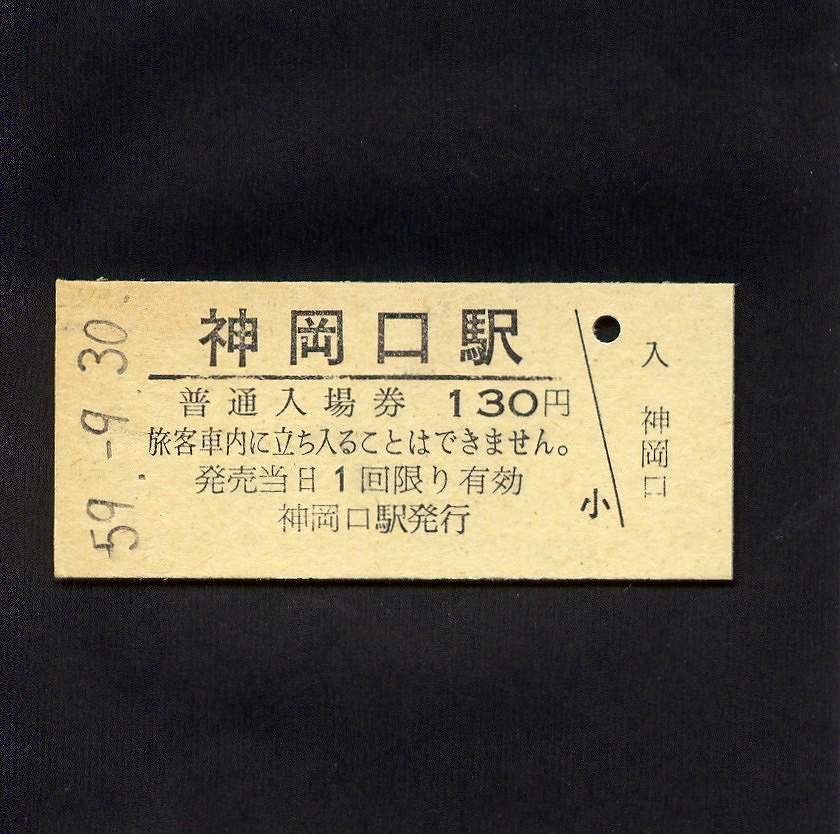 59.-9.30.
神岡口駅
普通入場券 130円
旅客車内に立ち入ることはできません。
発売当日1回限り有効
神岡口駅発行
小
入
神岡口